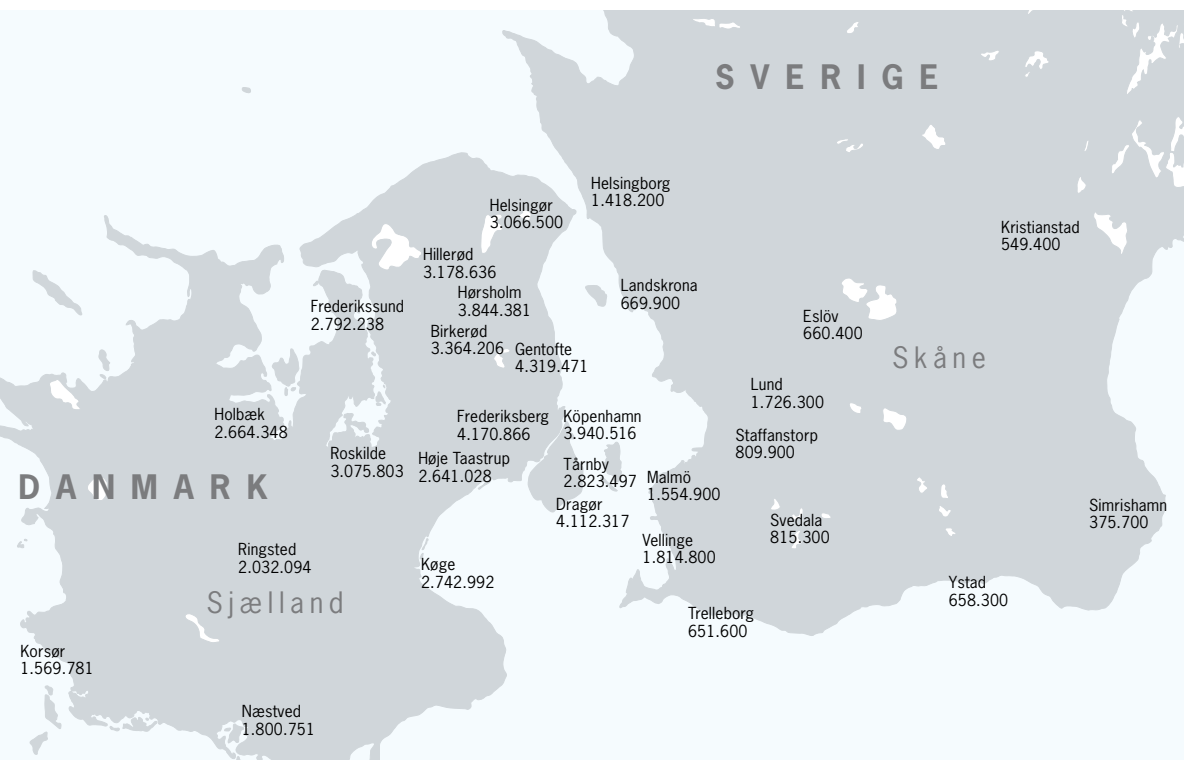 SVERIGE
Helsingborg
1.418.200
Helsingør
3.066.500
Kristianstad
549.400
Hillerød
3.178.636
Hørsholm
3.844.381
Landskrona
669.900
Frederikssund
2.792.238
Eslöv
660.400
Birkerød
3.364.206
Gentofte
4.319.471
Skåne
Lund
1.726.300
Holbæk
2.664.348
Frederiksberg
4.170.866
Köpenhamn
3.940.516
Staffanstorp
809.900
Roskilde
3.075.803
Høje Taastrup
2.641.028
Tårnby
2.823.497
Malmö
1.554.900
DANMARK
Dragør
4.112.317
Simrishamn
375.700
Svedala
815.300
Vellinge
1.814.800
Ringsted
2.032.094
Køge
2.742.992
Ystad
658.300
Sjælland
Trelleborg
651.600
Korsør
1.569.781
Næstved
1.800.751